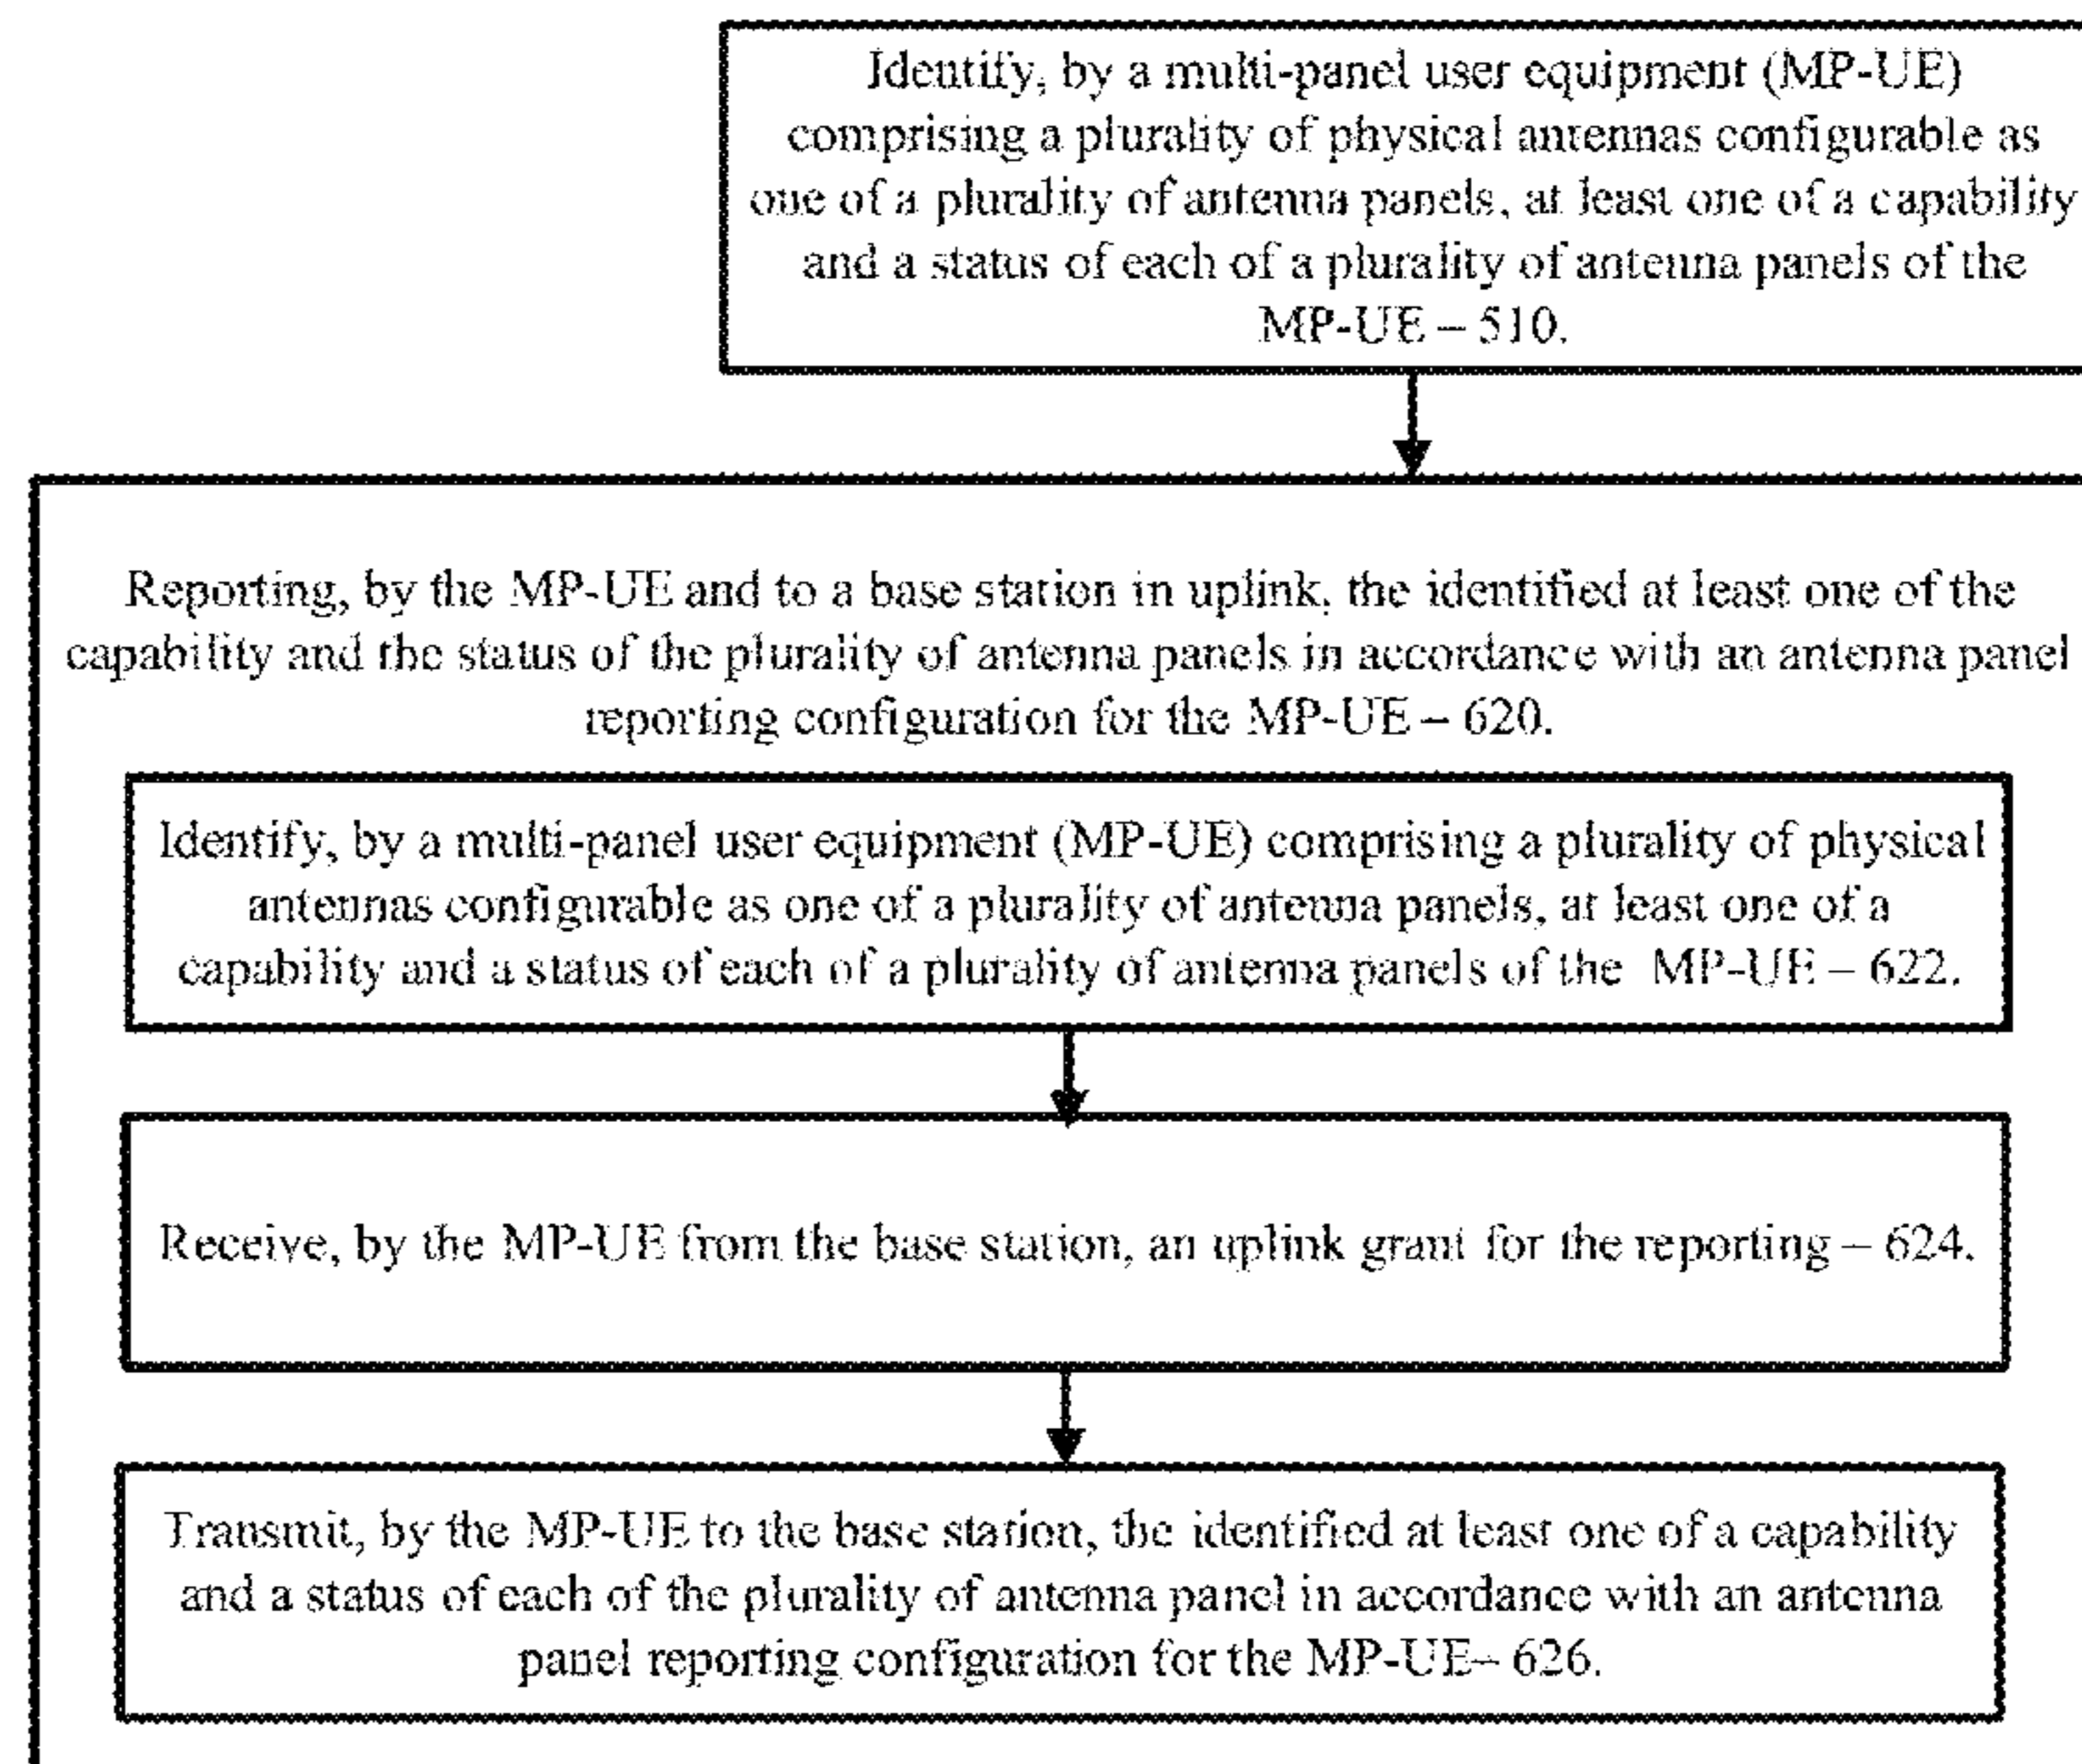 Identify, by a multi-panel user equipment (MP-UE)
comprising a plurality of physical antennas configurable as
one of a plurality of antenna panels, at least one of a capability
and a status of each of a plurality of antenna panels of the
MP-UE – 510.
Reporting, by the MP-UE and to a base station in uplink, the identified at least one of the
capability and the status of the plurality of antenna panels in accordance with an antenna panel
reporting configuration for the MP-UE – 620.
Identify, by a multi-panel user equipment (MP-UE) comprising a plurality of physical
antennas configurable as one of a plurality of antenna panels, at least one of a
capability and a status of each of a plurality of antenna panels of the MP-UE – 622.
Receive, by the MP-UE from the base station, an uplink grant for the reporting – 624.
Transmit, by the MP-UE to the base station, the identified at least one of a capability
and a status of each of the plurality of antenna panel in accordance with an antenna
panel reporting configuration for the MP-UE– 626.